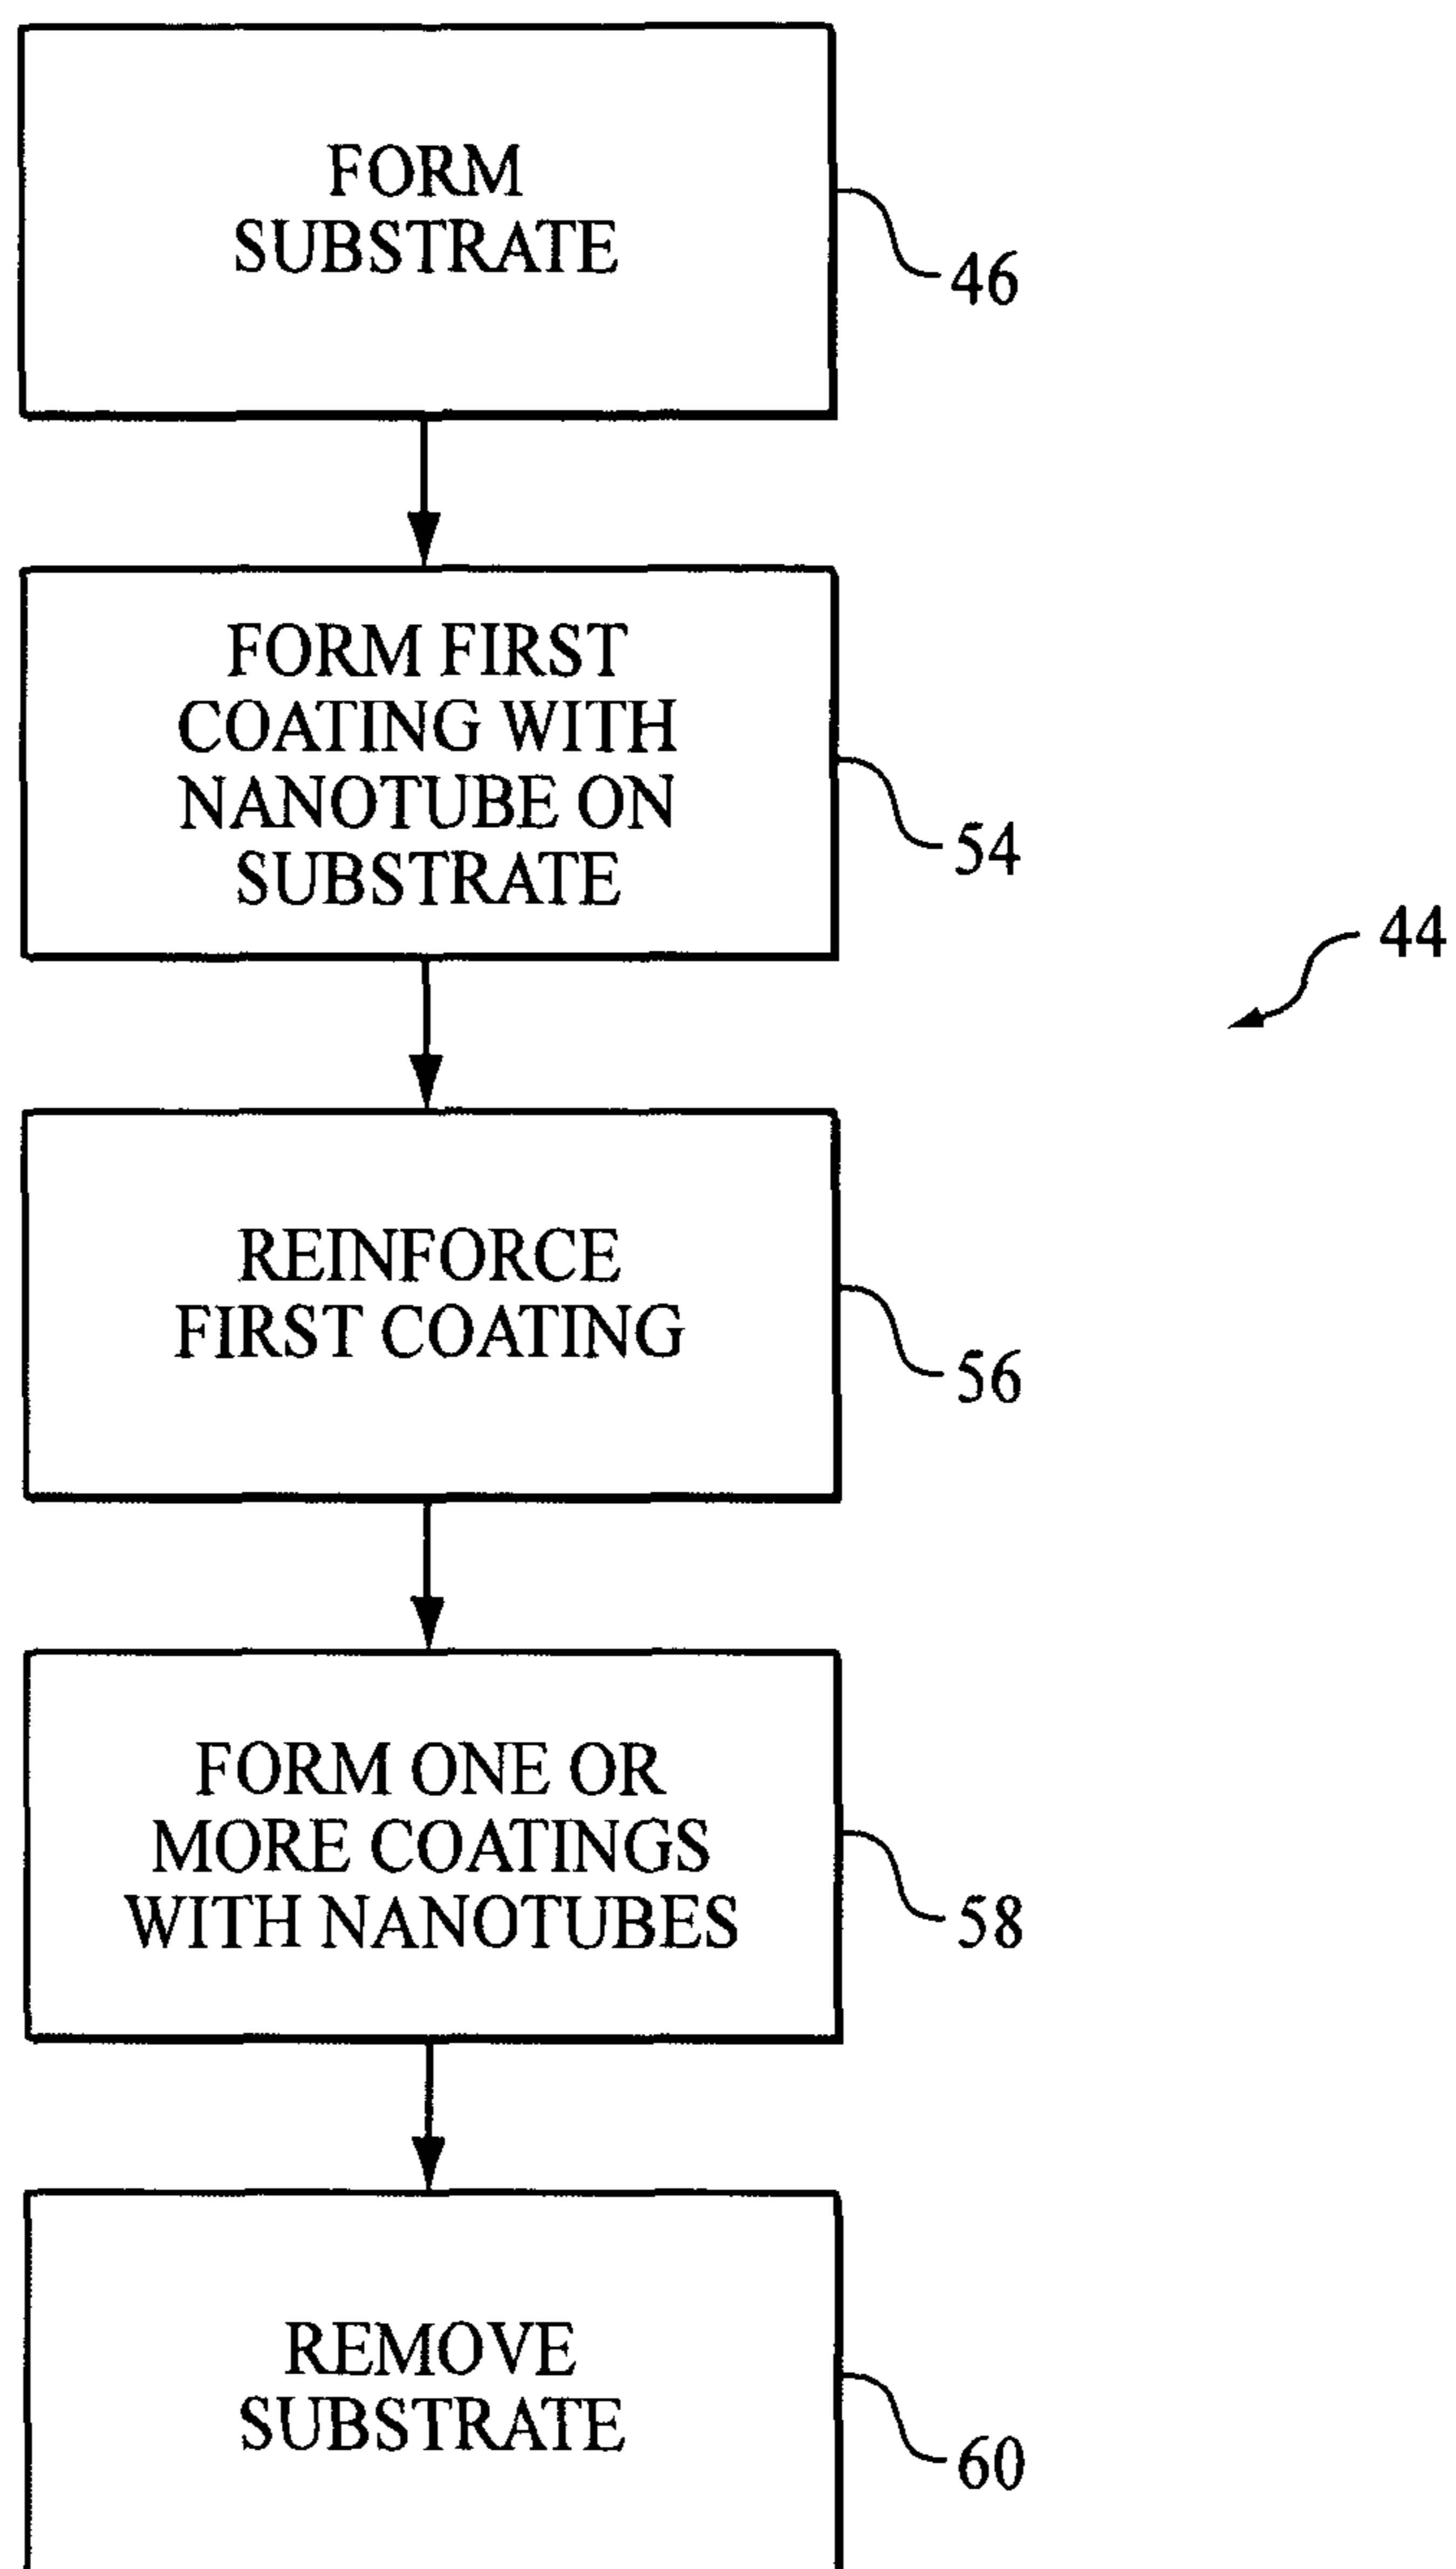 FORM
SUBSTRATE
46
FORM FIRST
COATING WITH
NANOTUBE ON
SUBSTRATE
54
44
REINFORCE
FIRST COATING
56
FORM ONE OR
MORE COATINGS
WITH NANOTUBES
58
REMOVE
SUBSTRATE
60